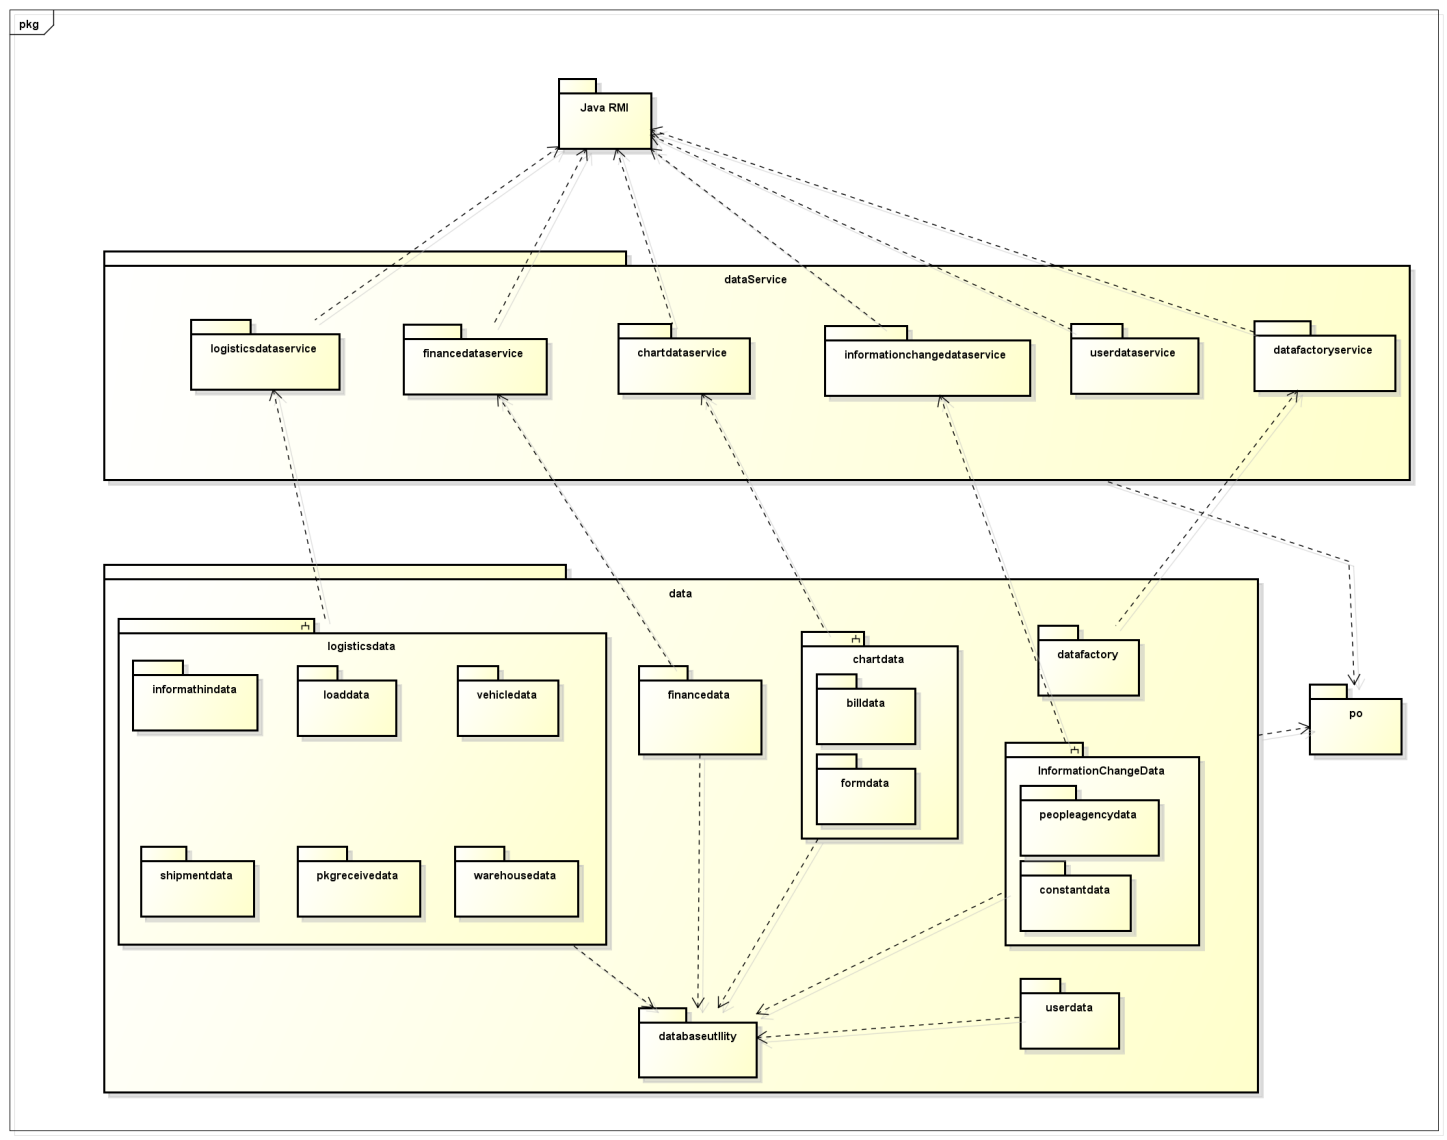 pkg
Java RMI
dataService
logisticsdataservice
financedataservice
chartdataservice
informationchangedataservice
userdataservice
datafactoryservice
data
logisticsdata
informathindata
loaddata
vehicledata
shipmentdata
pkgreceivedata
warehousedata
financedata
chartdata
billdata
formdata
datafactory
InformationChangeData
peopleagencydata
constantdata
userdata
databaseutllity
po